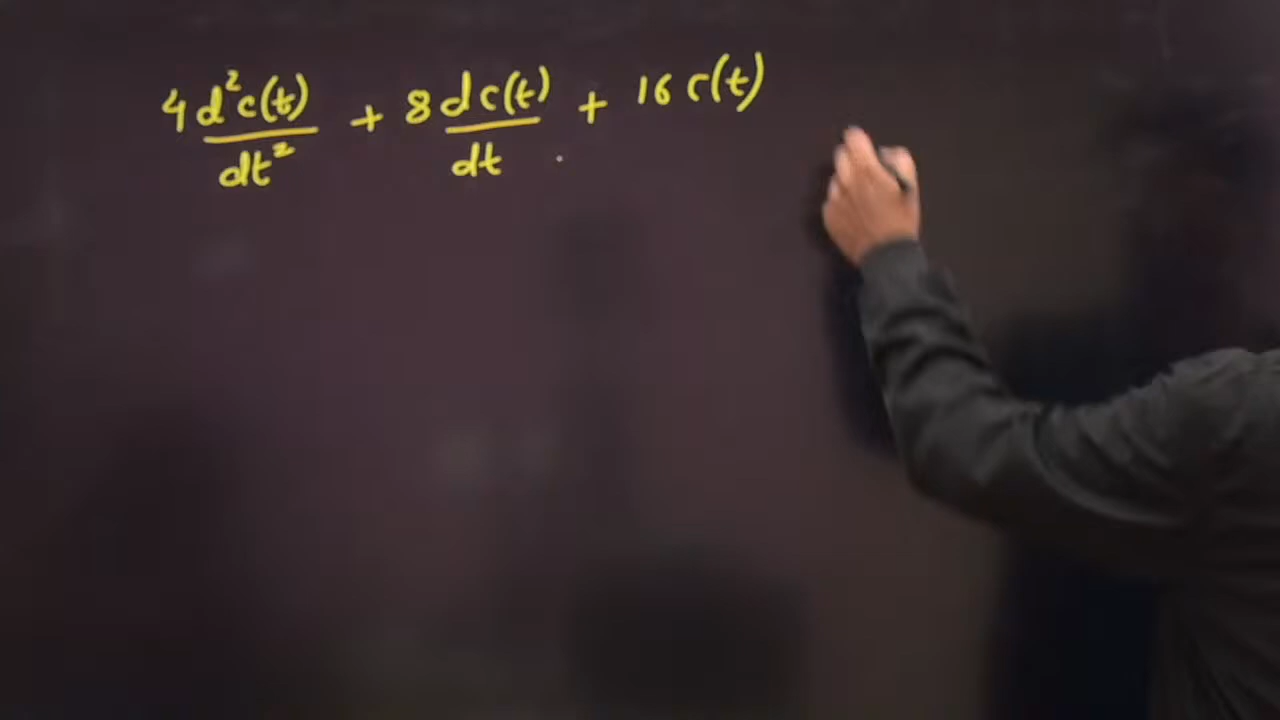 4 d²c(t)/dt² + 8 dc(t)/dt + 16 c(t)